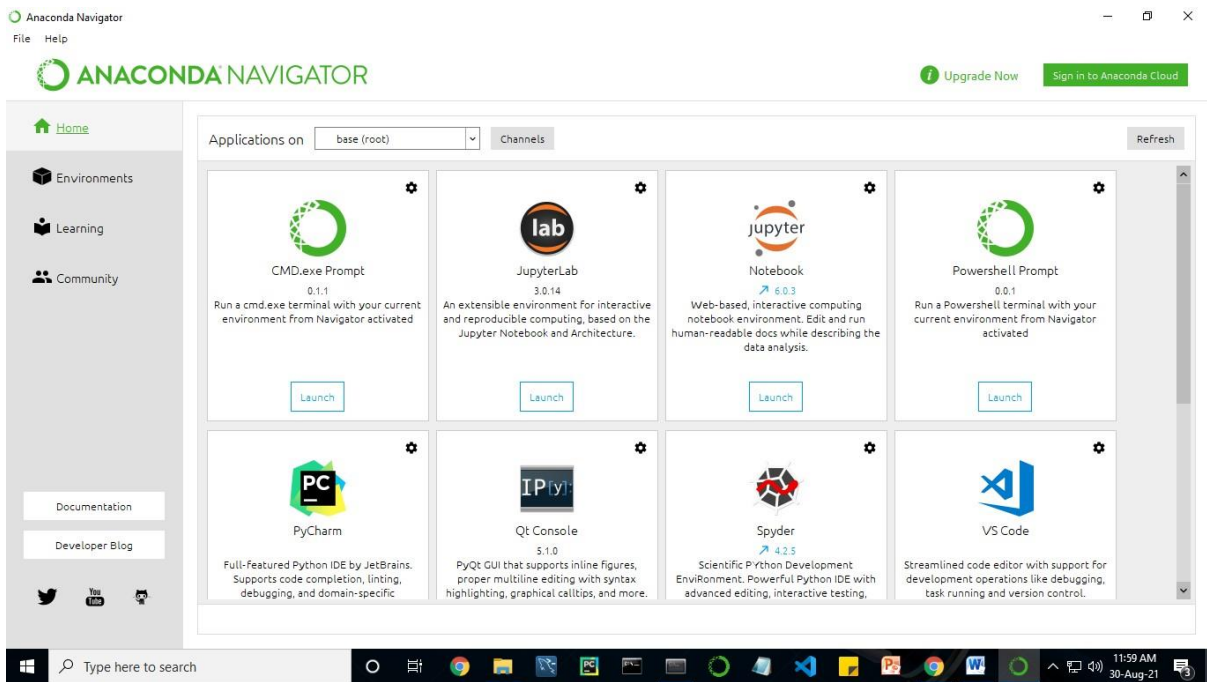 Anaconda Navigator
File Help
ANACONDA NAVIGATOR
i Upgrade Now
Sign in to Anaconda Cloud
Home
Environments
Learning
Community
Documentation
Developer Blog
You
Tube
Applications on base (root) Channels Refresh
lab
jupyter
CMD.exe Prompt
0.1.1
Run a cmd.exe terminal with your current
environment from Navigator activated
Launch
JupyterLab
3.0.14
An extensible environment for interactive
and reproducible computing, based on the
Jupyter Notebook and Architecture.
Launch
Notebook
6.0.3
Web-based, interactive computing
notebook environment. Edit and run
human-readable docs while describing the
data analysis.
Launch
Powershell Prompt
0.0.1
Run a Powershell terminal with your
current environment from Navigator
activated
Launch
PC
PyCharm
Full-featured Python IDE by JetBrains.
Supports code completion, linting,
debugging, and domain-specific
IP[y]:
Qt Console
5.1.0
PyQt GUI that supports inline figures,
proper multiline editing with syntax
highlighting, graphical calltips, and more.
Spyder
4.2.5
Scientific PYthon Development
EnviRonment. Powerful Python IDE with
advanced editing, interactive testing,
VS Code
Streamlined code editor with support for
development operations like debugging,
task running and version control.
Type here to search
PC
Ps
W
11:59 AM
30-Aug-21
3